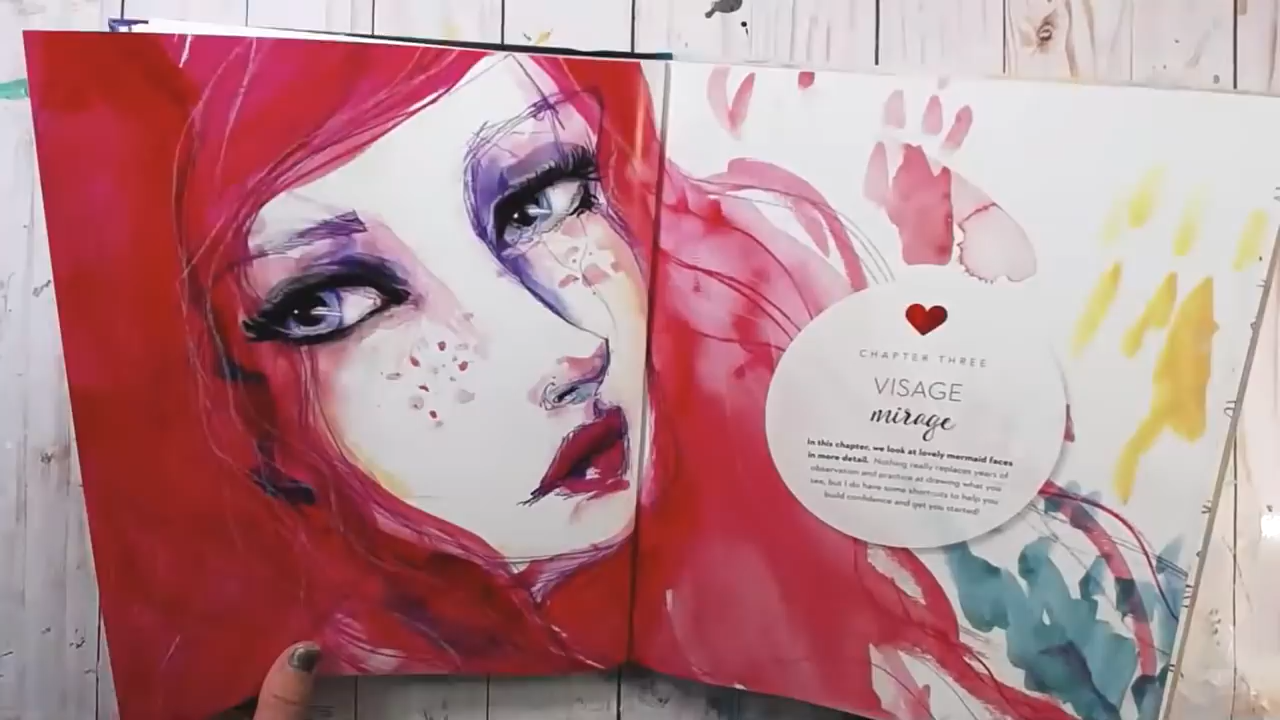 CHAPTER THREE
VISAGE
mirage
In this chapter, we look at lovely mermaid faces
in more detail. Nothing really replaces years of
observation and practice at drawing what you
see, but I do have some shortcuts to help you
build confidence and get you started!